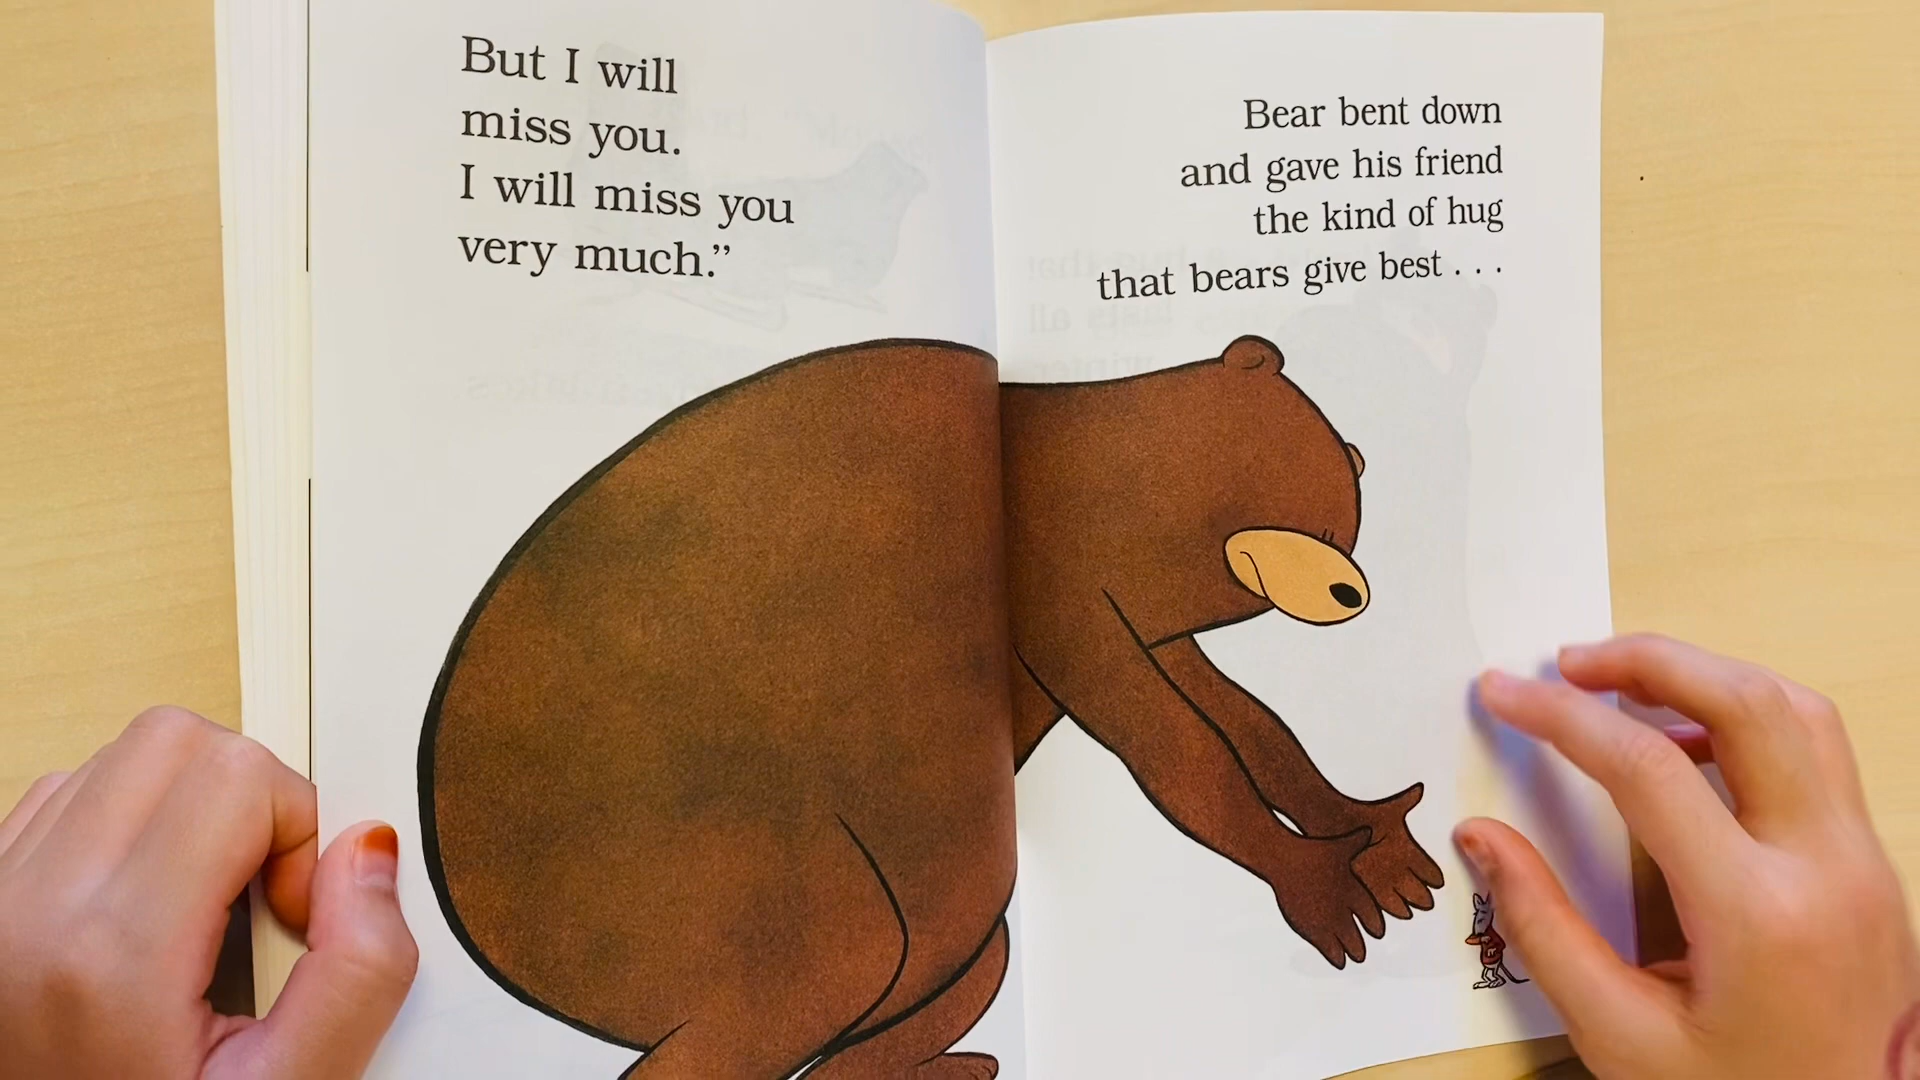 But I will
miss you.
I will miss you
very much.”
Bear bent down
and gave his friend
the kind of hug
that bears give best . . .